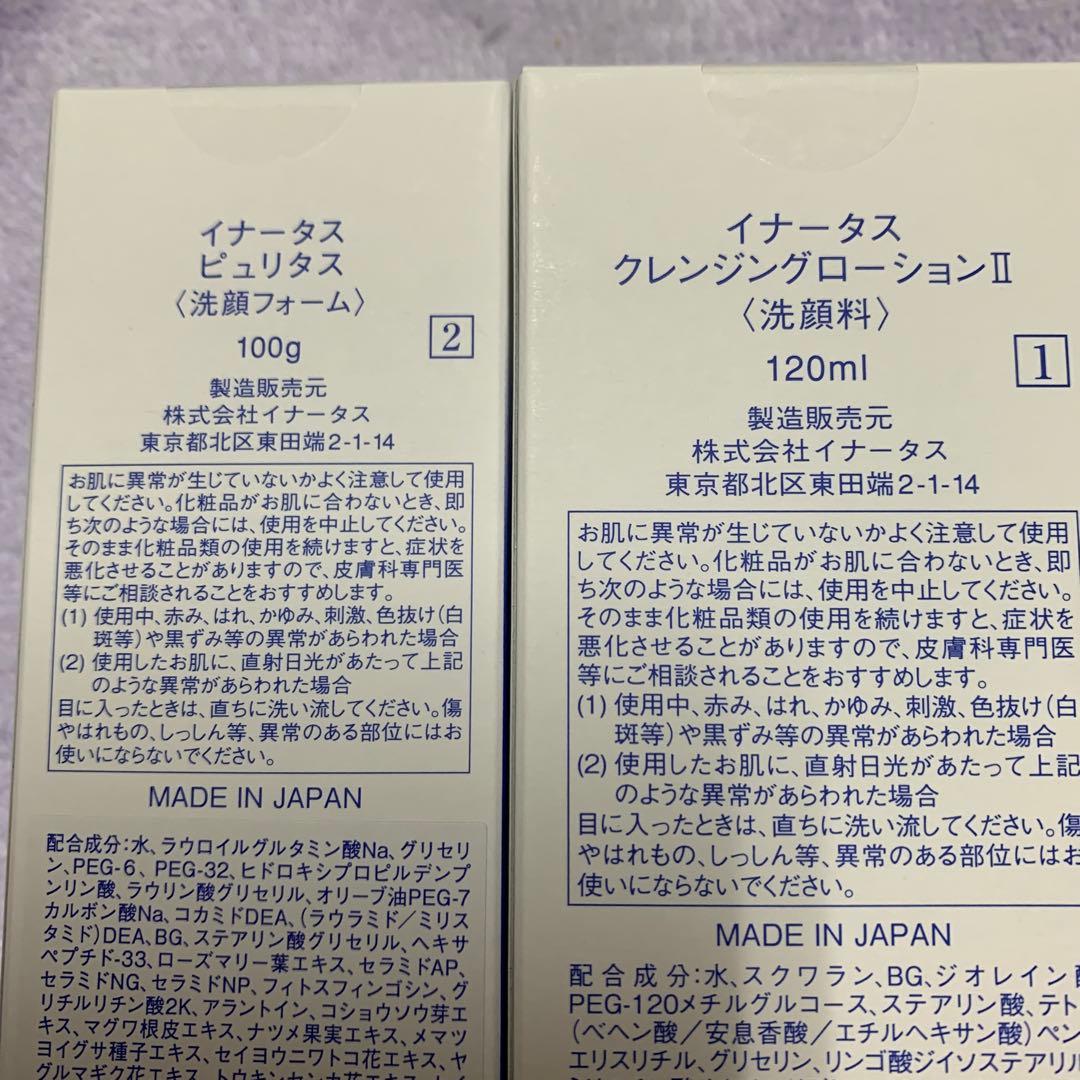 イナータス
ピュリタス
〈洗顔フォーム〉
100g
2
製造販売元
株式会社イナータス
東京都北区東田端2-1-14
お肌に異常が生じていないかよく注意して使用
してください。化粧品がお肌に合わないとき、即
ち次のような場合には、使用を中止してください。
そのまま化粧品類の使用を続けますと、症状を
悪化させることがありますので、皮膚科専門医
等にご相談されることをおすすめします。
(1) 使用中、赤み、はれ、かゆみ、刺激、色抜け(白
斑等)や黒ずみ等の異常があらわれた場合
(2) 使用したお肌に、直射日光があたって上記
のような異常があらわれた場合
目に入ったときは、直ちに洗い流してください。傷
やはれもの、しっしん等、異常のある部位にはお
使いにならないでください。
MADE IN JAPAN
配合成分:水、ラウロイルグルタミン酸Na、グリセリ
ン、PEG-6、PEG-32、ヒドロキシプロピルデンプ
ンリン酸、ラウリン酸グリセリル、オリーブ油PEG-7
カルボン酸Na、コカミドDEA、(ラウラミド/ミリス
タミド)DEA、BG、ステアリン酸グリセリル、ヘキサ
ペプチド-33、ローズマリー葉エキス、セラミドAP、
セラミドNG、セラミドNP、フィトスフィンゴシン、グ
リチルリチン酸2K、アラントイン、コショウソウ芽エ
キス、マグワ根皮エキス、ナツメ果実エキス、メマツ
ヨイグサ種子エキス、セイヨウニワトコ花エキス、ヤ
グルマギク花エキス、トウキンセンカ花エキス、
イナータス
クレンジングローションⅡ
〈洗顔料〉
120ml
1
製造販売元
株式会社イナータス
東京都北区東田端2-1-14
お肌に異常が生じていないかよく注意して使用
してください。化粧品がお肌に合わないとき、即
ち次のような場合には、使用を中止してください。
そのまま化粧品類の使用を続けますと、症状を
悪化させることがありますので、皮膚科専門医
等にご相談されることをおすすめします。
(1) 使用中、赤み、はれ、かゆみ、刺激、色抜け(白
斑等)や黒ずみ等の異常があらわれた場合
(2) 使用したお肌に、直射日光があたって上記
のような異常があらわれた場合
目に入ったときは、直ちに洗い流してください。傷
やはれもの、しっしん等、異常のある部位にはお
使いにならないでください。
MADE IN JAPAN
配合成分:水、スクワラン、BG、ジオレイン酸
PEG-120メチルグルコース、ステアリン酸、テト
(ベヘン酸/安息香酸/エチルヘキサン酸)ペン
エリスリチル、グリセリン、リンゴ酸ジイソステアリル